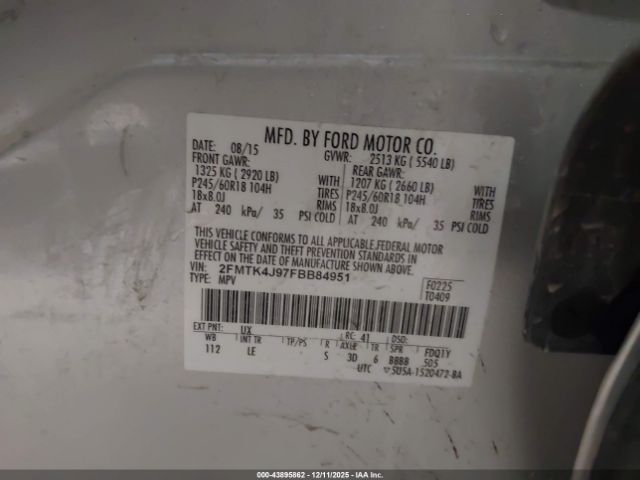 MFD. BY FORD MOTOR CO.
DATE: 08/15 GVWR: 2513 KG ( 5540 LB)
FRONT GAWR: REAR GAWR:
1325 KG ( 2920 LB) WITH 1207 KG ( 2660 LB) WITH
P245/60R18 104H TIRES P245/60R18 104H TIRES
18x8.0J RIMS 18x8.0J RIMS
AT 240 kPa/ 35 PSI COLD AT 240 kPa/ 35 PSI COLD
THIS VEHICLE CONFORMS TO ALL APPLICABLE FEDERAL MOTOR
VEHICLE SAFETY AND THEFT PREVENTION STANDARDS IN
EFFECT ON THE DATE OF MANUFACTURE SHOWN ABOVE.
VIN: 2FMTK4J97FBB84951 F0225
TYPE: MPV T0409
EXT PNT: UX RC: 41 DSO:
WB INT TR TP/PS R AXLE TR SPR FDQTY
112 LE - S 3D 6 BBBB 505
UTC ▽5U5A-1520472-BA
000-43895862 - 12/11/2025 - IAA Inc.